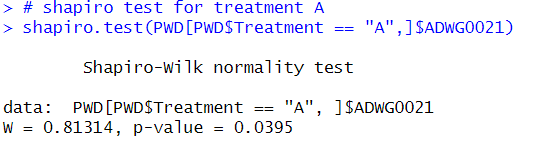 > # shapiro test for treatment A
> shapiro.test(PWD[PWD$Treatment == "A",]$ADWG0021)
Shapiro-Wilk normality test
data:  PWD[PWD$Treatment == "A", ]$ADWG0021
W = 0.81314, p-value = 0.0395